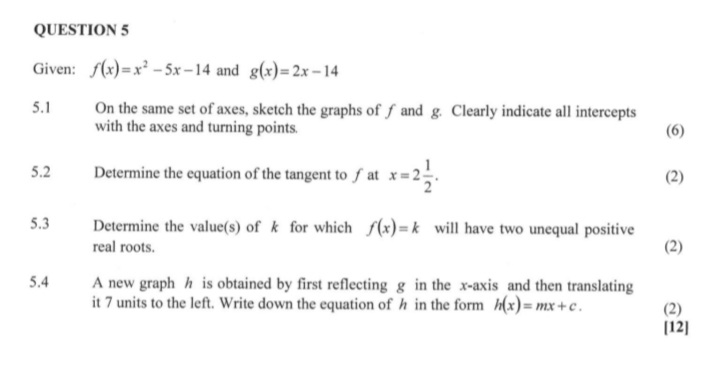 QUESTION 5
Given: f(x) = x² – 5x – 14 and g(x) = 2x – 14
5.1 On the same set of axes, sketch the graphs of f and g. Clearly indicate all intercepts
with the axes and turning points. (6)
5.2 Determine the equation of the tangent to f at x = 2 1/2. (2)
5.3 Determine the value(s) of k for which f(x) = k will have two unequal positive
real roots. (2)
5.4 A new graph h is obtained by first reflecting g in the x-axis and then translating
it 7 units to the left. Write down the equation of h in the form h(x) = mx + c. (2)
[12]